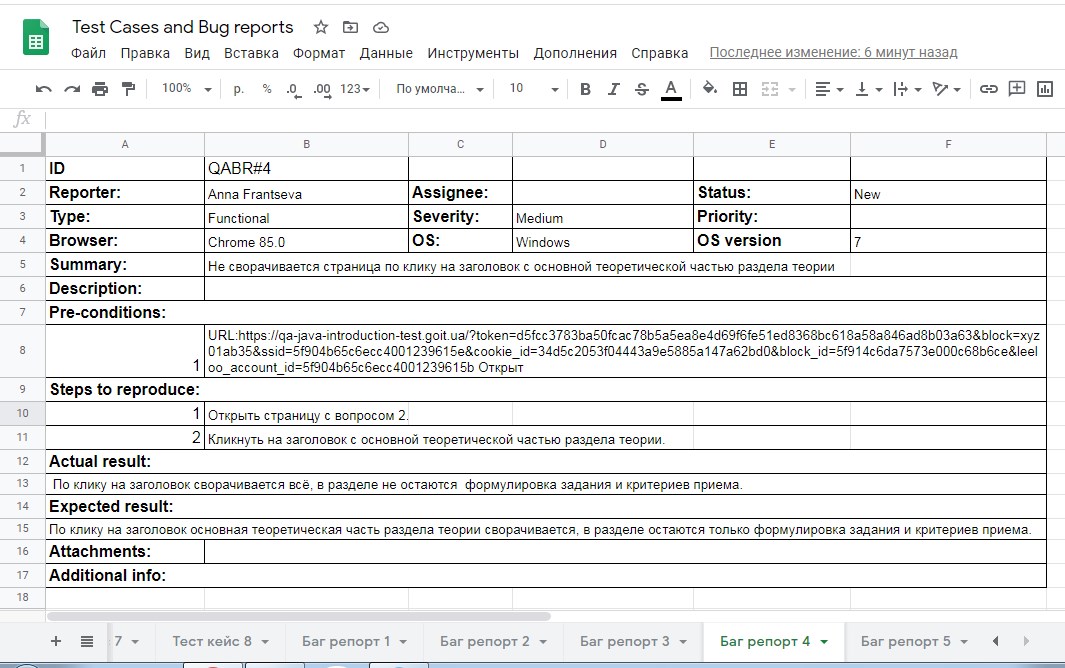 Test Cases and Bug reports
Файл Правка Вид Вставка Формат Данные Инструменты Дополнения Справка Последнее изменение: 6 минут назад
100% р. % .0 .00 123 По умолча... 10 B I S A
fx
A B C D E F
1 ID QABR#4
2 Reporter: Anna Frantseva Assignee: Status: New
3 Type: Functional Severity: Medium Priority:
4 Browser: Chrome 85.0 OS: Windows OS version 7
5 Summary: Не сворачивается страница по клику на заголовок с основной теоретической частью раздела теории
6 Description:
7 Pre-conditions:
URL:https://qa-java-introduction-test.goit.ua/?token=d5fcc3783ba50fcac78b5a5ea8e4d69f6fe51ed8368bc618a58a846ad8b03a63&block=xyz
8 01ab35&ssid=5f904b65c6ecc4001239615e&cookie_id=34d5c2053f04443a9e5885a147a62bd0&block_id=5f914c6da7573e000c68b6ce&leel
1 oo_account_id=5f904b65c6ecc4001239615b Открыт
9 Steps to reproduce:
10 1 Открыть страницу с вопросом 2.
11 2 Кликнуть на заголовок с основной теоретической частью раздела теории.
12 Actual result:
13 По клику на заголовок сворачивается всё, в разделе не остаются формулировка задания и критериев приема.
14 Expected result:
15 По клику на заголовок основная теоретическая часть раздела теории сворачивается, в разделе остаются только формулировка задания и критериев приема.
16 Attachments:
17 Additional info:
18
+ 7 Тест кейс 8 Баг репорт 1 Баг репорт 2 Баг репорт 3 Баг репорт 4 Баг репорт 5